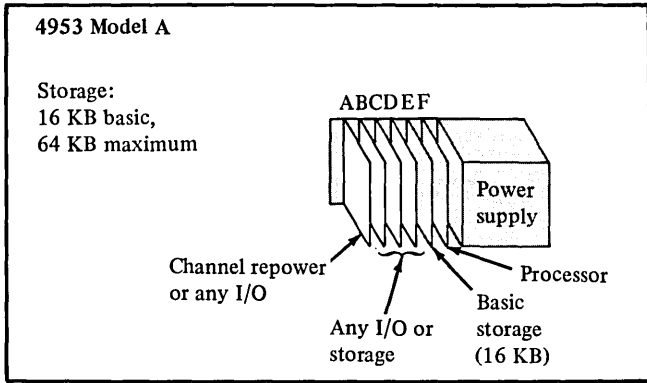 4953 Model A
Storage:
16 KB basic,
64 KB maximum
ABCDEF
Power
supply
Channel repower
or any I/O
Any I/O or
storage
Processor
Basic
storage
(16 KB)